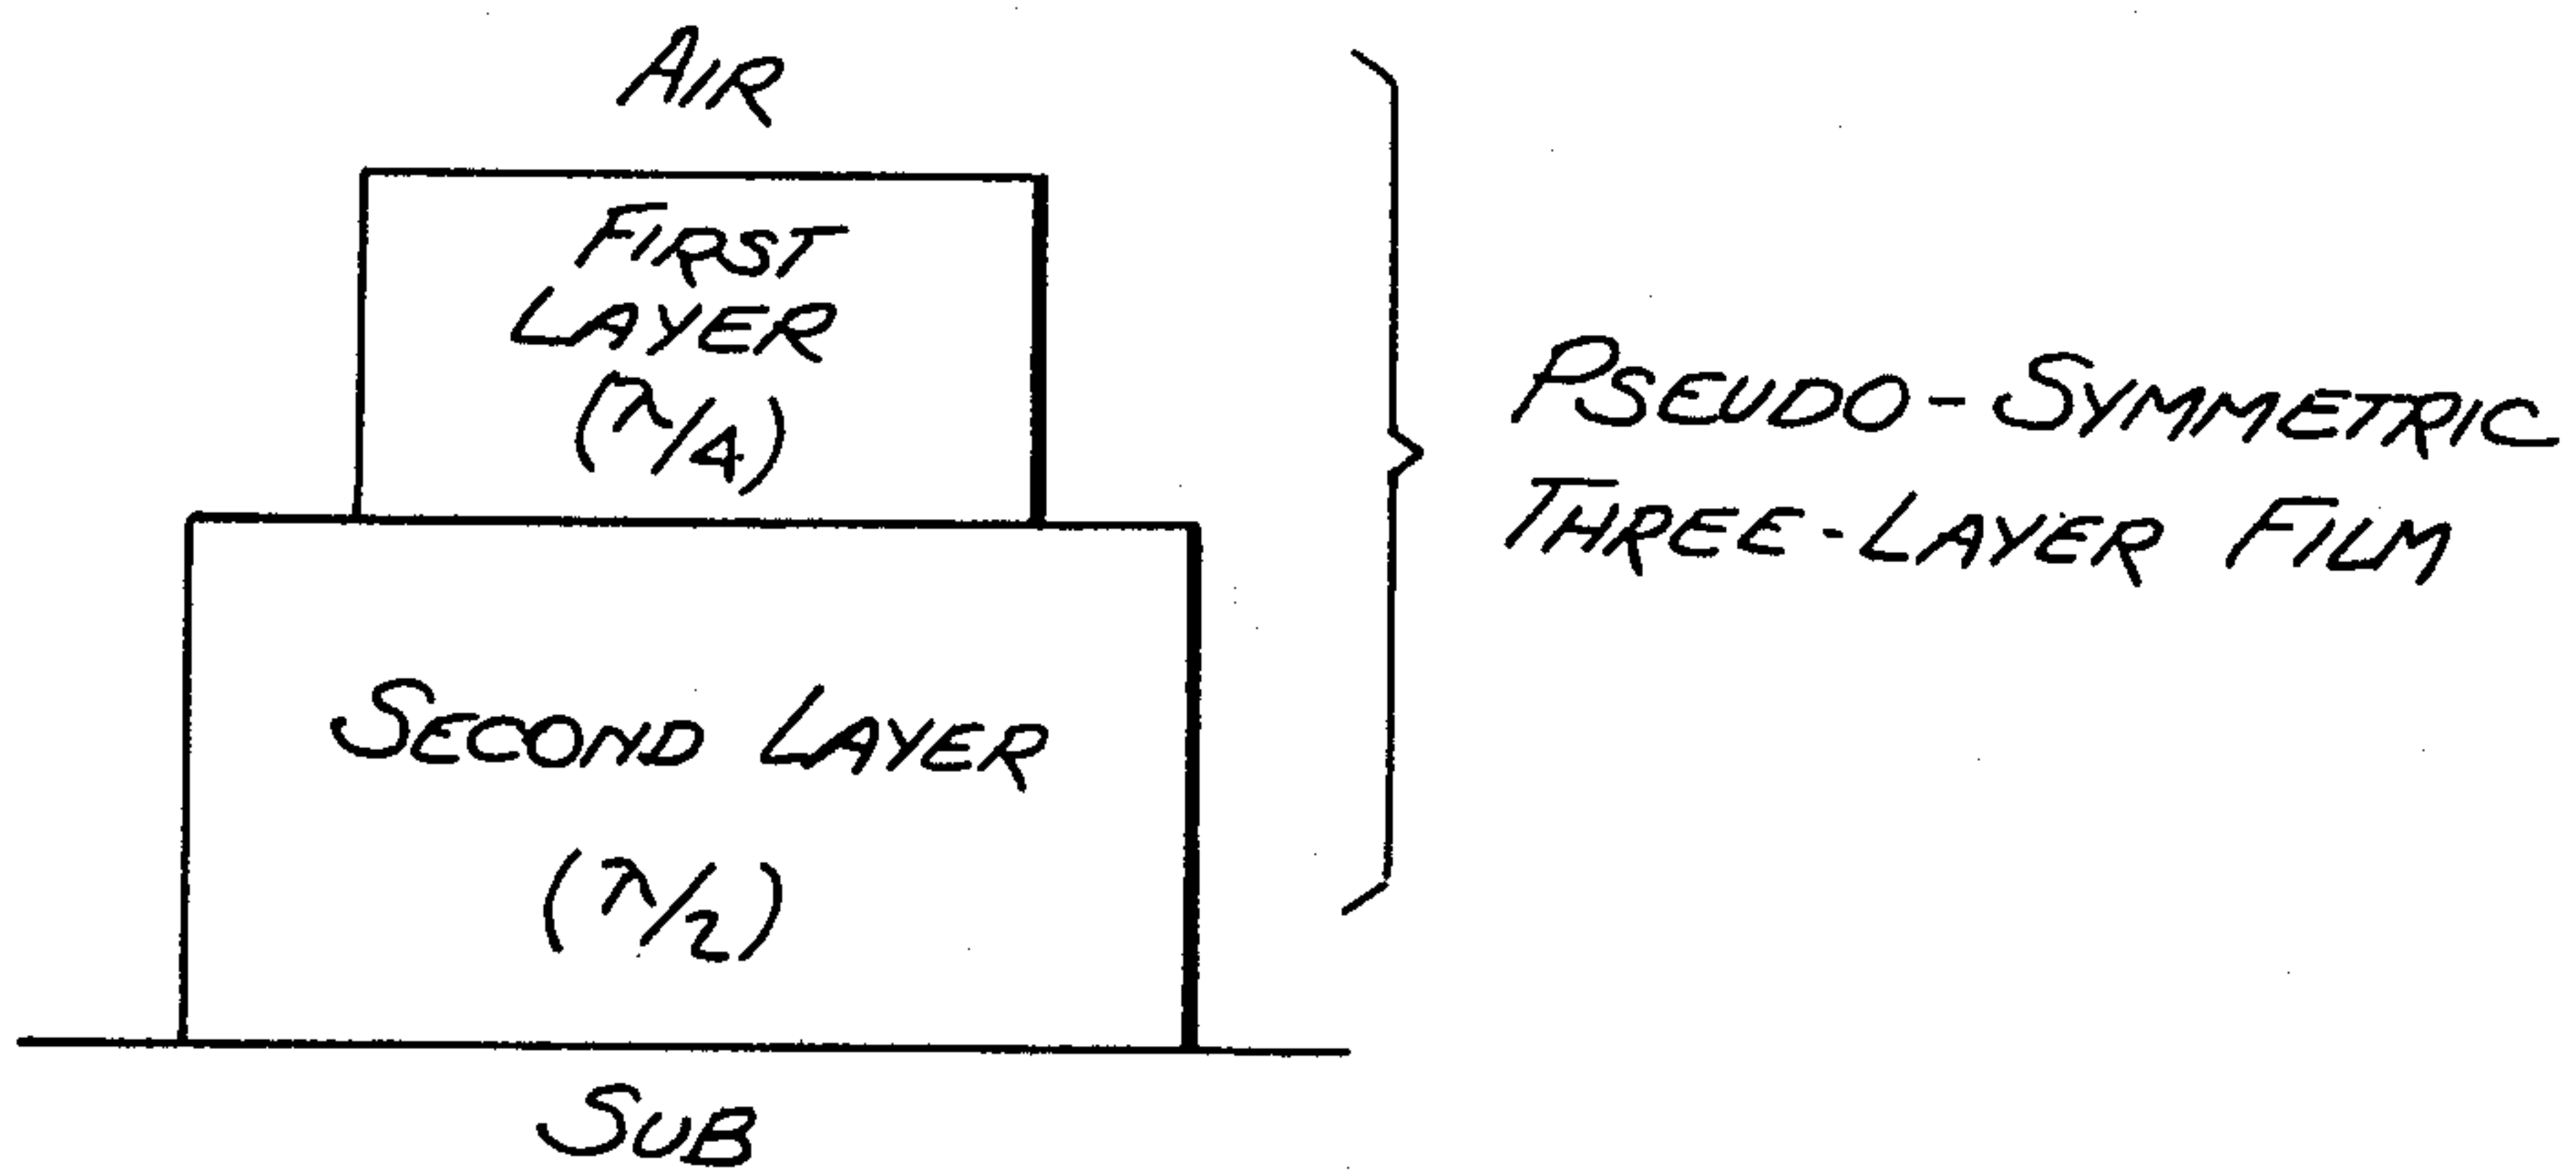 AIR
FIRST
LAYER
(λ/4)
PSEUDO-SYMMETRIC
THREE-LAYER FILM
SECOND LAYER
(λ/2)
SUB